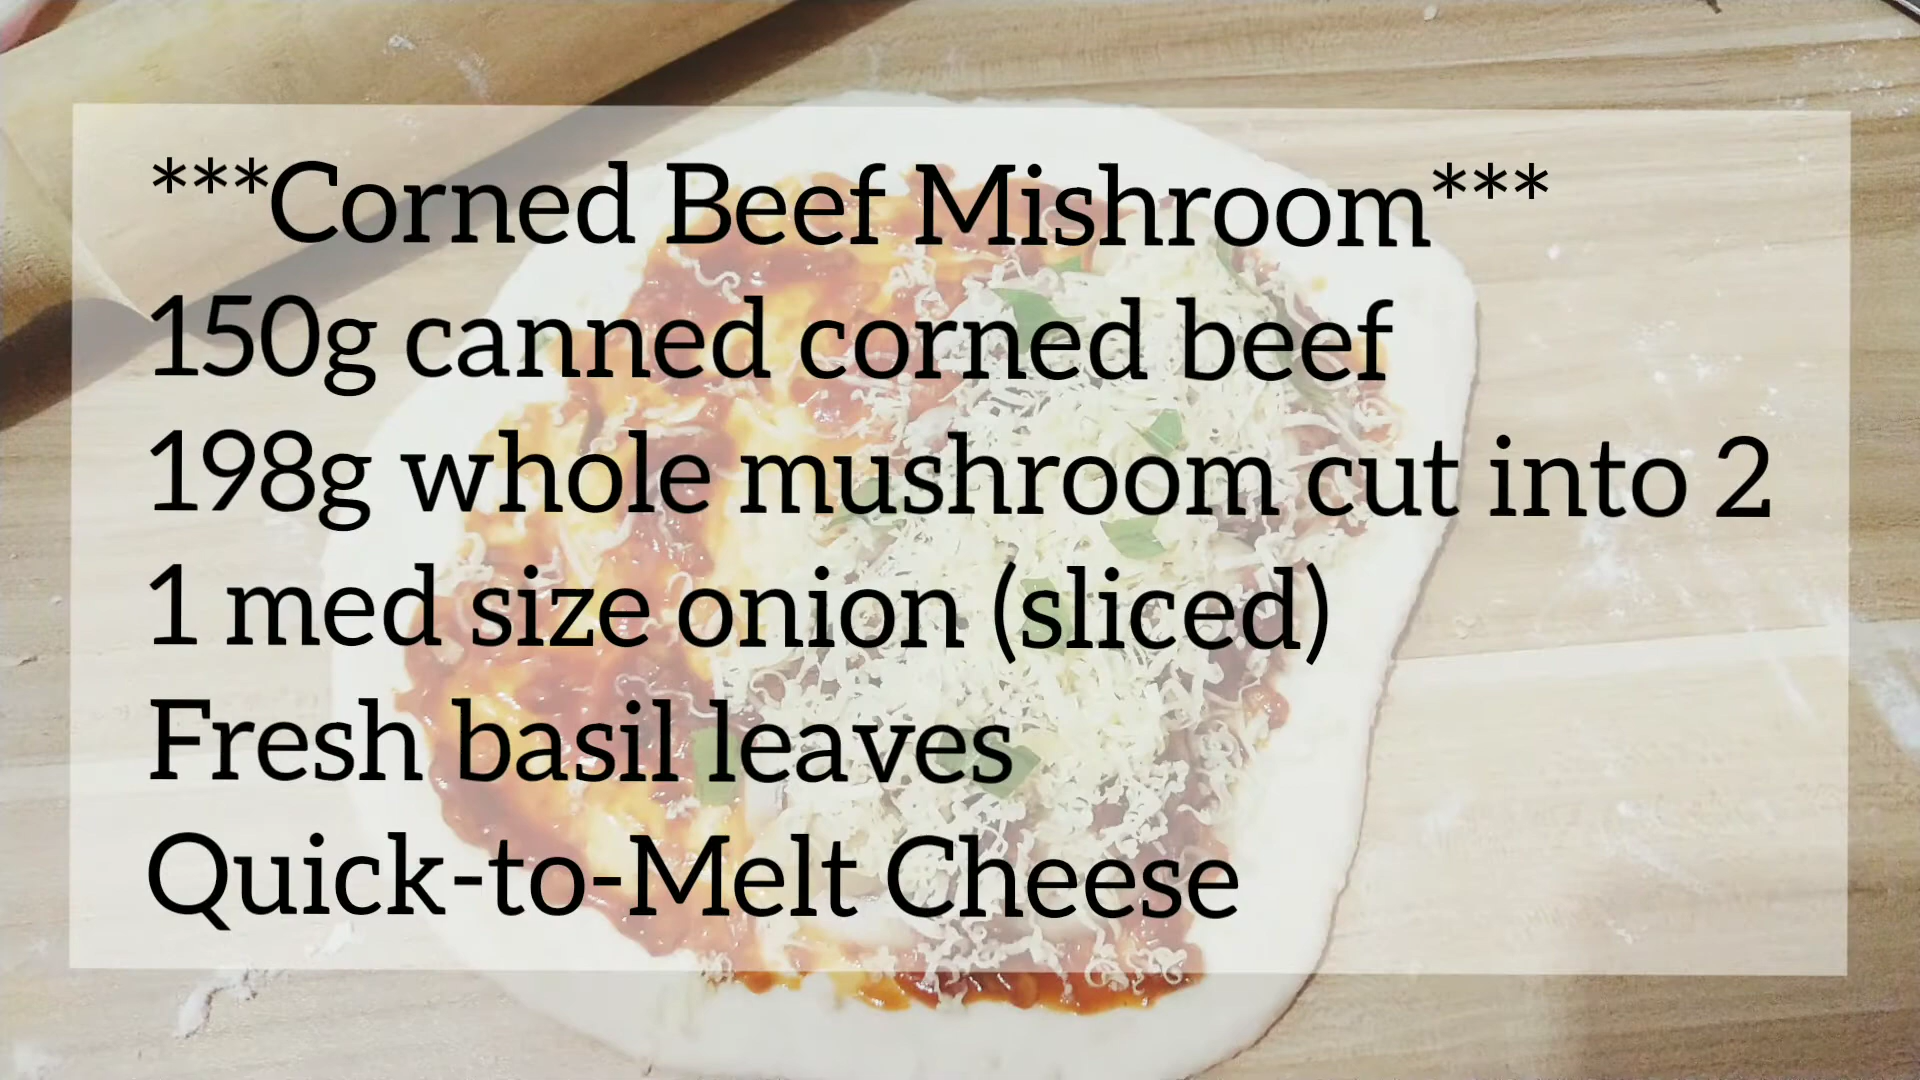 ***Corned Beef Mishroom***
150g canned corned beef
198g whole mushroom cut into 2
1 med size onion (sliced)
Fresh basil leaves
Quick-to-Melt Cheese